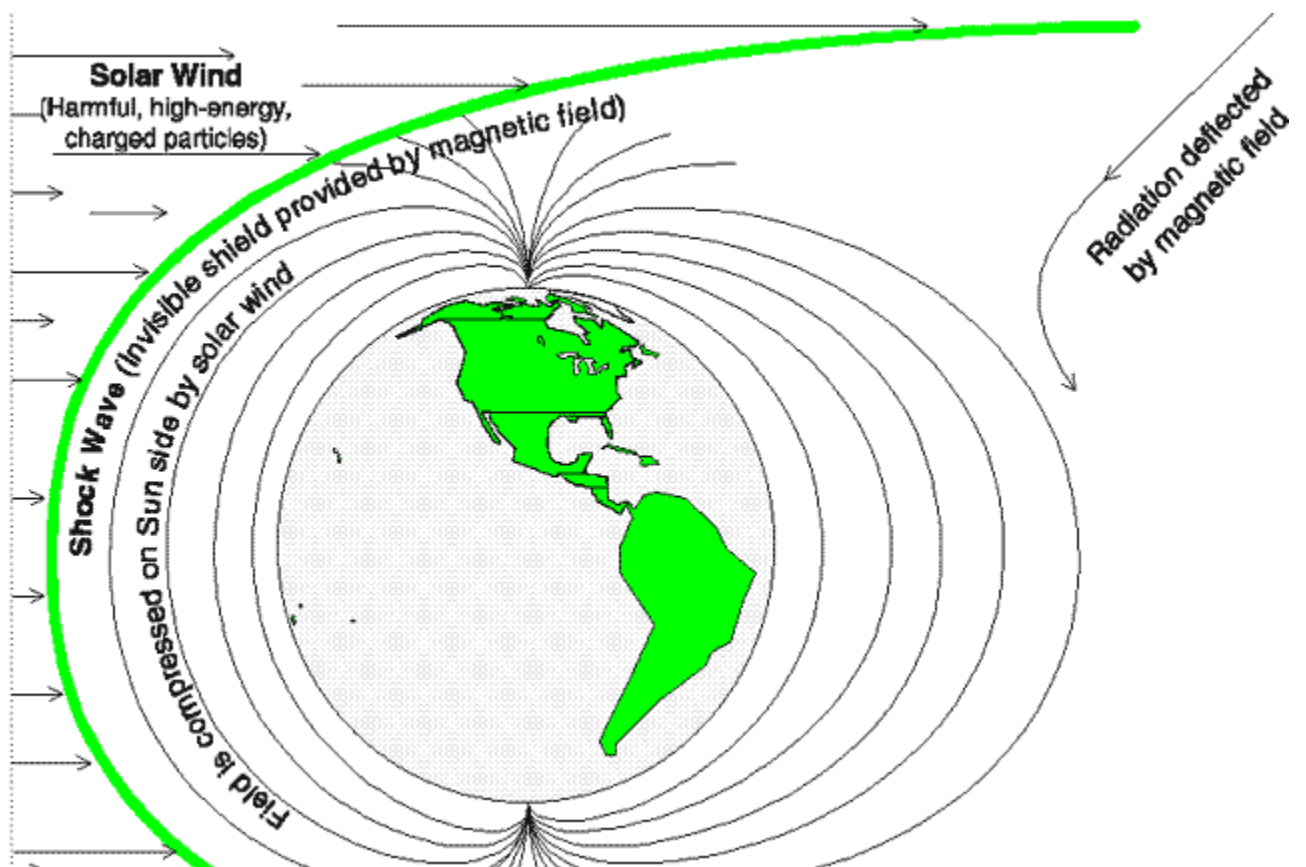 Solar Wind
(Harmful, high-energy,
charged particles)
Shock Wave (Invisible shield provided by magnetic field)
Field is compressed on Sun side by solar wind
Radiation deflected
by magnetic field